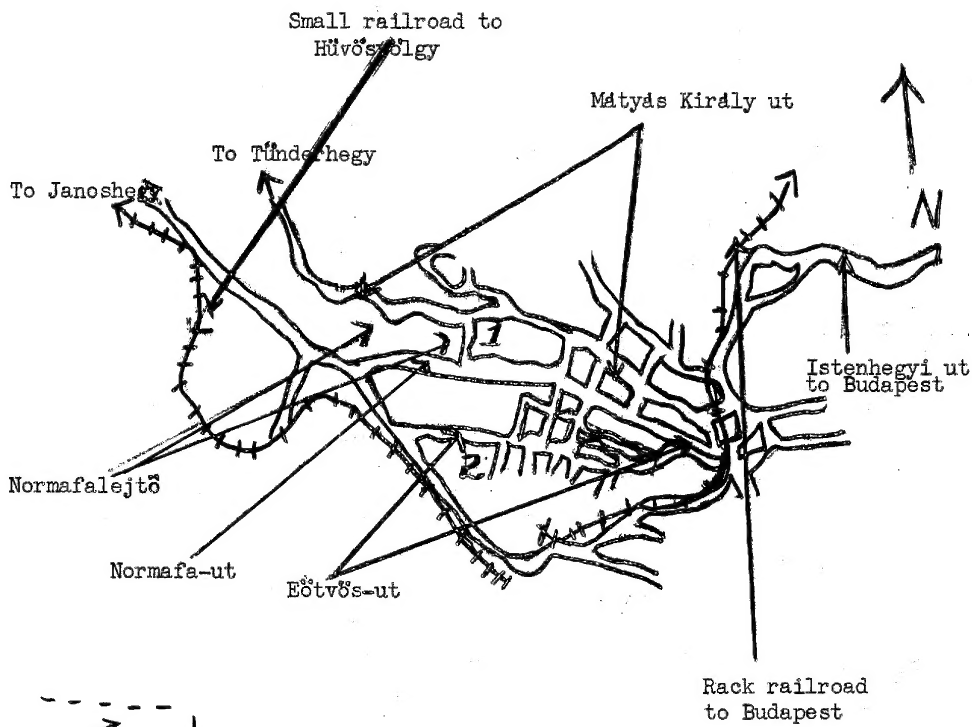 Small railroad to
Hüvösvölgy
Mátyás Király ut
To Tünderhegy
To Janoshegy
N
1
Istenhegyi ut
to Budapest
2
Normafalejtö
Normafa-ut
Eötvös-ut
Rack railroad
to Budapest